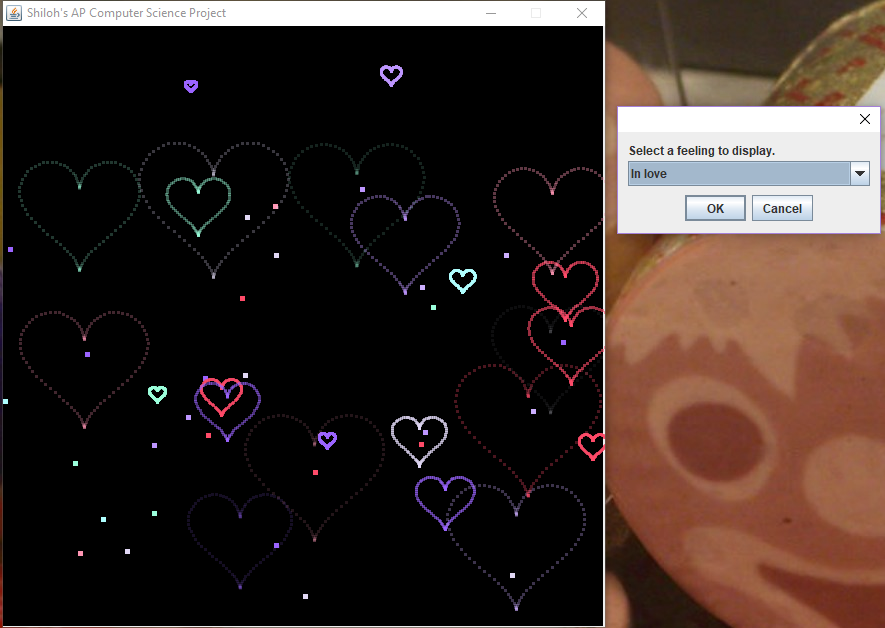 Shiloh's AP Computer Science Project
Select a feeling to display.
In love
OK
Cancel